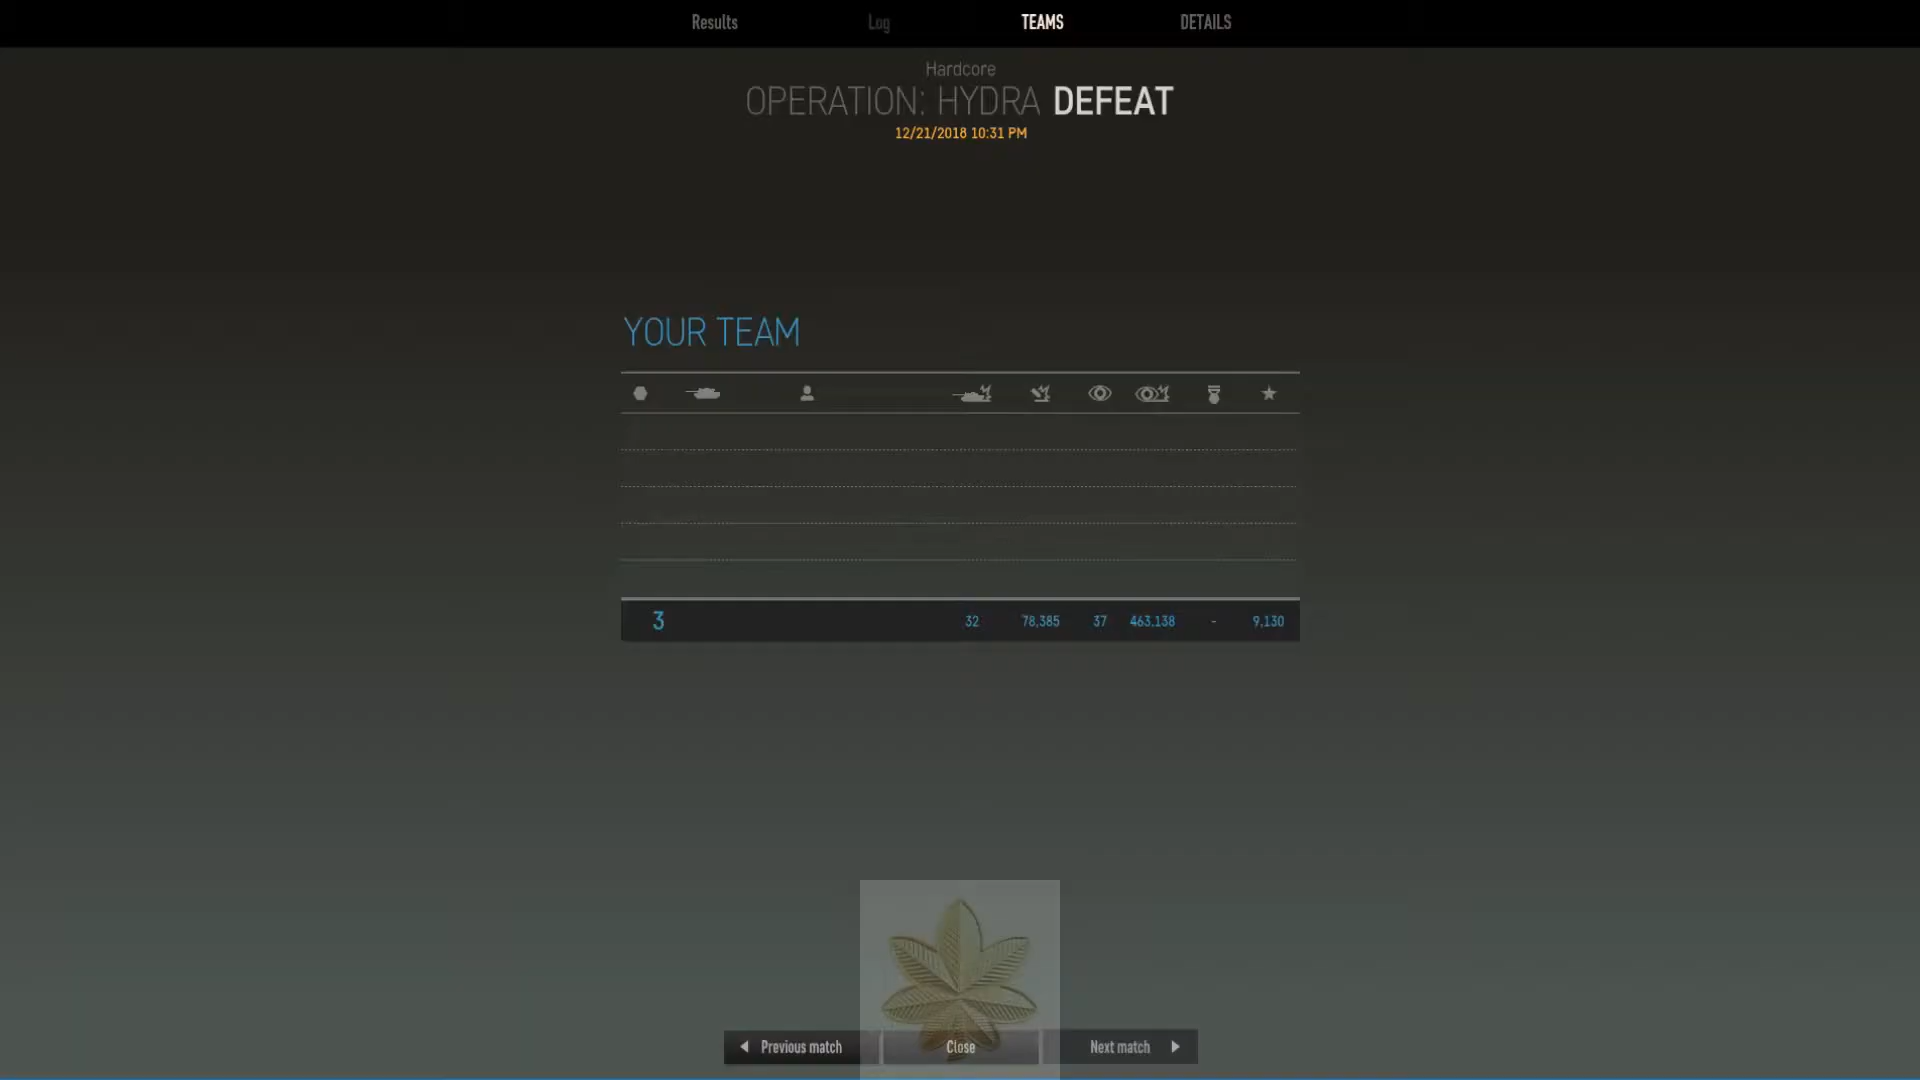 Results Log TEAMS DETAILS
Hardcore
OPERATION: HYDRA DEFEAT
12/21/2018 10:31 PM
YOUR TEAM
3 32 78,385 37 463,138 - 9,130
Previous match Close Next match